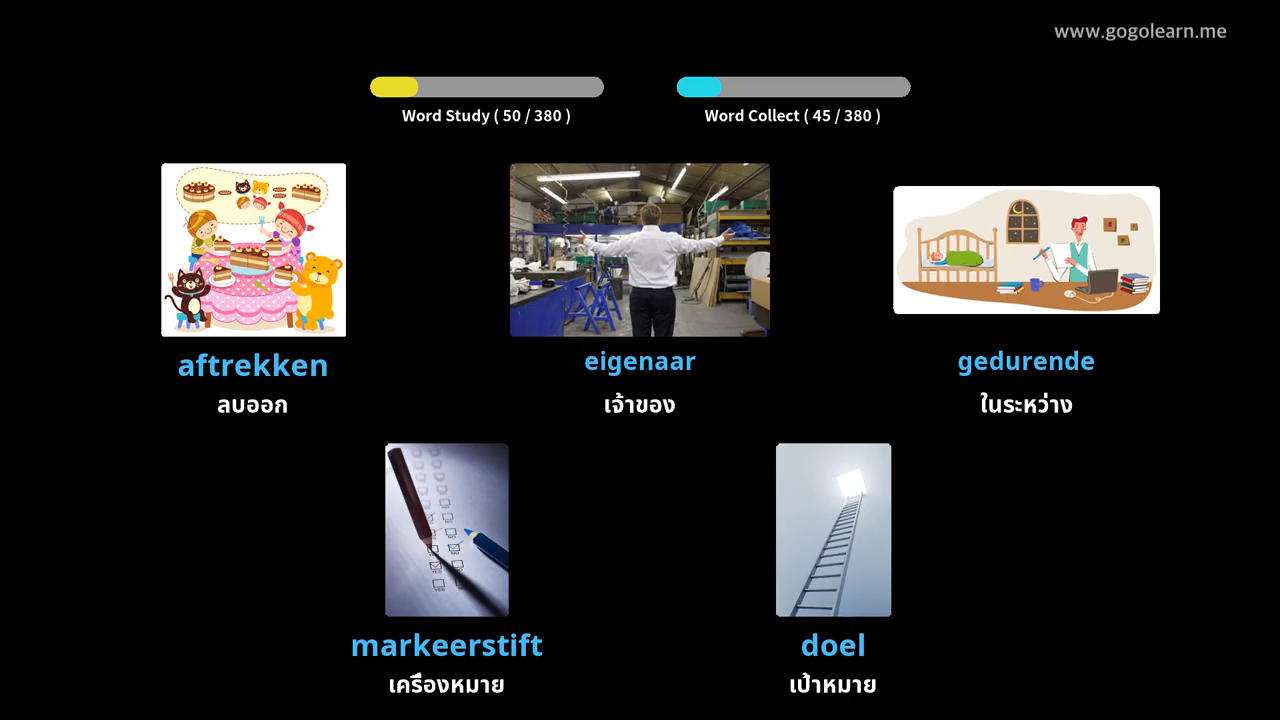 www.gogolearn.me
Word Study ( 50 / 380 )
Word Collect ( 45 / 380 )
aftrekken
ลบออก
eigenaar
เจ้าของ
gedurende
ในระหว่าง
markeerstift
เครื่องหมาย
doel
เป้าหมาย